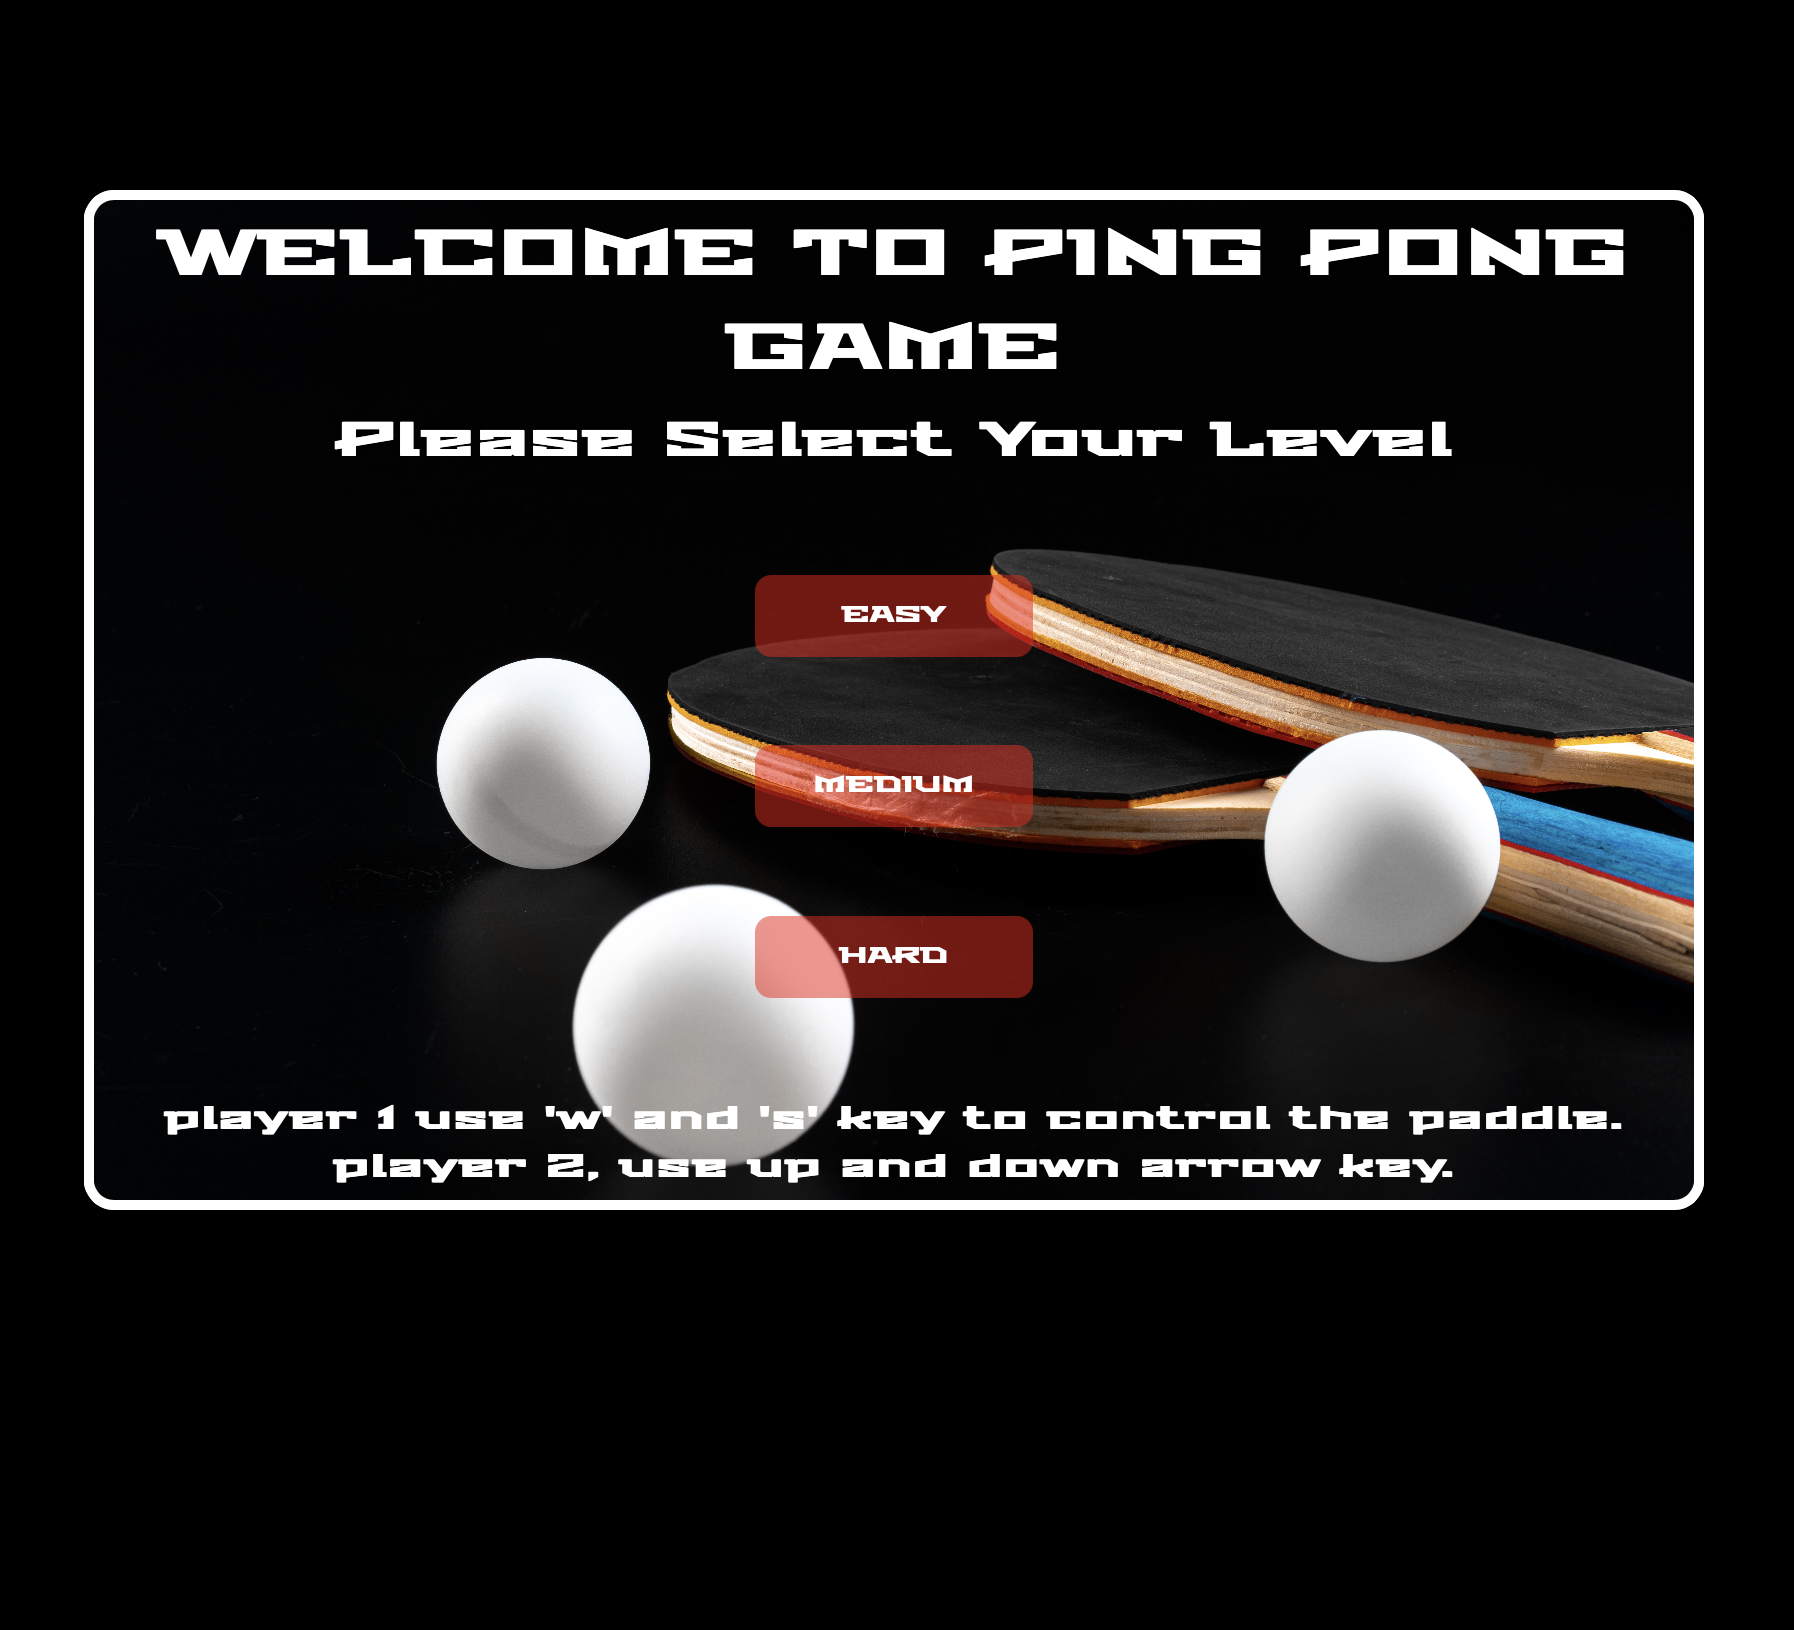 WELCOME TO PING PONG
GAME
Please Select Your Level
EASY
MEDIUM
HARD
player 1 use 'w' and 's' key to control the paddle.
player 2, use up and down arrow key.